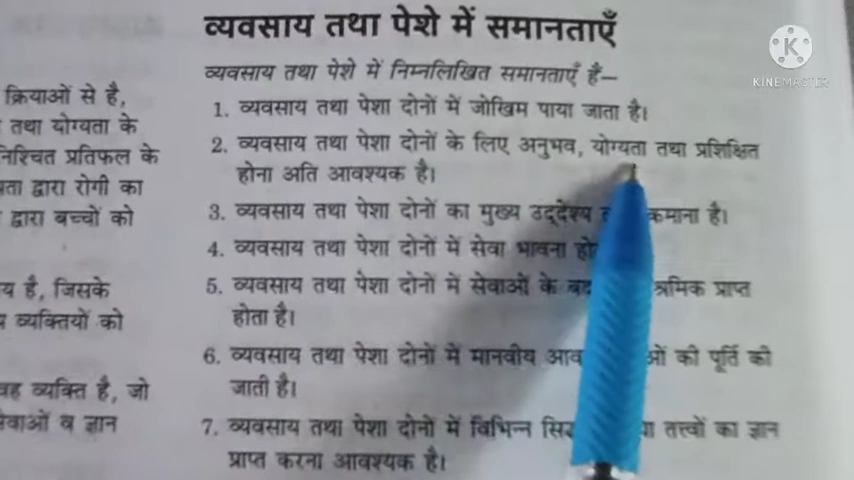 व्यवसाय तथा पेशे में समानताएँ
व्यवसाय तथा पेशे में निम्नलिखित समानताएँ हैं—
1. व्यवसाय तथा पेशा दोनों में जोखिम पाया जाता है।
2. व्यवसाय तथा पेशा दोनों के लिए अनुभव, योग्यता तथा प्रशिक्षित
होना अति आवश्यक है।
3. व्यवसाय तथा पेशा दोनों का मुख्य उद्देश्य कमाना है।
4. व्यवसाय तथा पेशा दोनों में सेवा भावना
5. व्यवसाय तथा पेशा दोनों में सेवाओं के प्राप्त
होता है।
6. व्यवसाय तथा पेशा दोनों में मानवीय की पूर्ति की
जाती है।
7. व्यवसाय तथा पेशा दोनों में विभिन्न तत्त्वों का ज्ञान
प्राप्त करना आवश्यक है।
क्रियाओं से है,
तथा योग्यता के
निश्चित प्रतिफल के
द्वारा रोगी का
द्वारा बच्चों को
है, जिसके
व्यक्तियों को
वह व्यक्ति है, जो
सेवाओं व ज्ञान
K
KINEMASTER